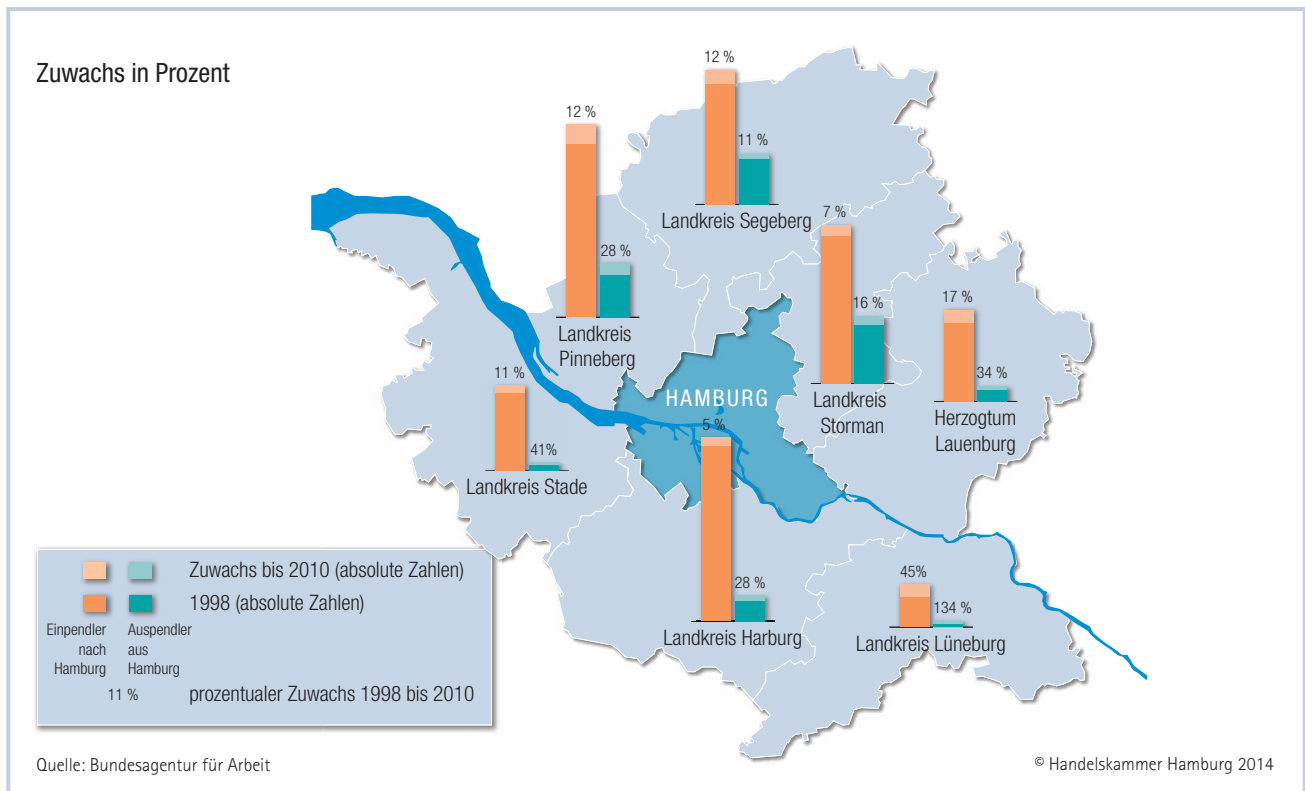 Zuwachs in Prozent
12 %
11 %
Landkreis Segeberg
12 %
28 %
Landkreis
Pinneberg
7 %
16 %
Landkreis
Storman
17 %
34 %
Herzogtum
Lauenburg
11 %
41%
Landkreis Stade
HAMBURG
5 %
28 %
Landkreis Harburg
45%
134 %
Landkreis Lüneburg
Zuwachs bis 2010 (absolute Zahlen)
1998 (absolute Zahlen)
Einpendler
nach
Hamburg
Auspendler
aus
Hamburg
11 %
prozentualer Zuwachs 1998 bis 2010
Quelle: Bundesagentur für Arbeit
© Handelskammer Hamburg 2014